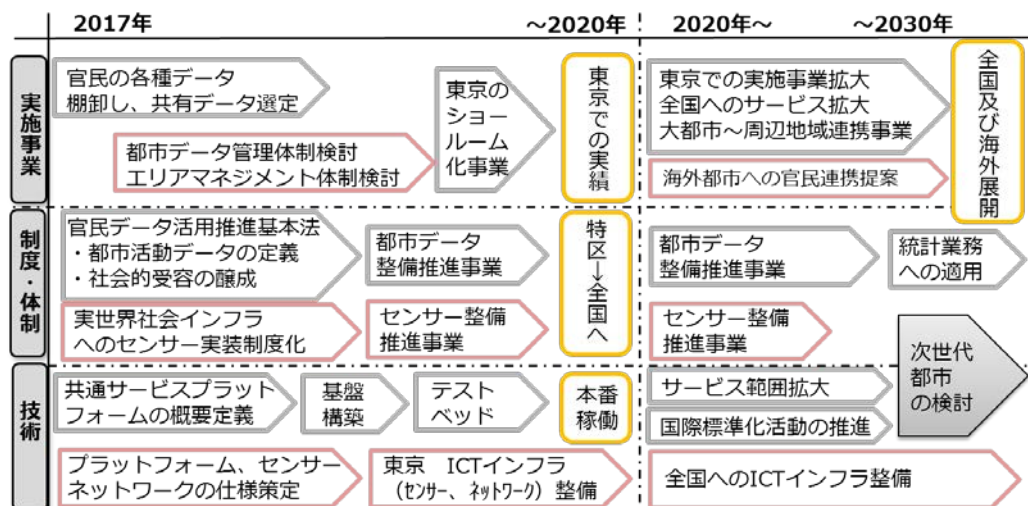 2017年
～2020年
2020年～
～2030年
実施事業
官民の各種データ
棚卸し、共有データ選定
都市データ管理体制検討
エリアマネジメント体制検討
東京の
ショー
ルーム
化事業
東京での実績
東京での実施事業拡大
全国へのサービス拡大
大都市～周辺地域連携事業
海外都市への官民連携提案
全国及び海外展開
制度・体制
官民データ活用推進基本法
・都市活動データの定義
・社会的受容の醸成
都市データ
整備推進事業
実世界社会インフラ
へのセンサー実装制度化
センサー整備
推進事業
特区→全国へ
都市データ
整備推進事業
統計業務
への適用
センサー整備
推進事業
次世代
都市
の検討
技術
共通サービスプラット
フォームの概要定義
基盤
構築
テスト
ベッド
本番
稼働
サービス範囲拡大
国際標準化活動の推進
プラットフォーム、センサー
ネットワークの仕様策定
東京　ICTインフラ
（センサー、ネットワーク）整備
全国へのICTインフラ整備